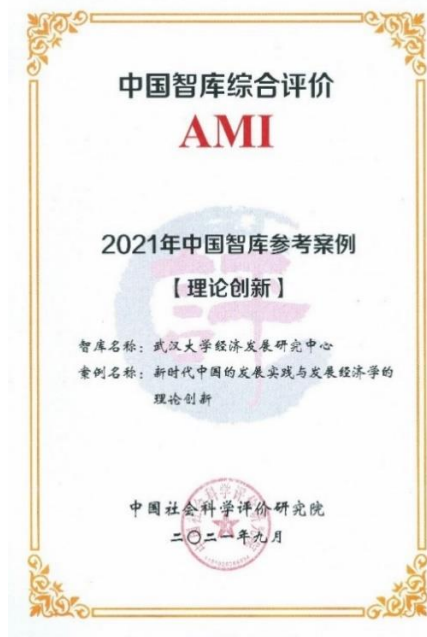 中国智库综合评价
AMI
2021年中国智库参考案例
【理论创新】
智库名称：武汉大学经济发展研究中心
案例名称：新时代中国的发展实践与发展经济学的
理论创新
中国社会科学评价研究院
二〇二一年九月